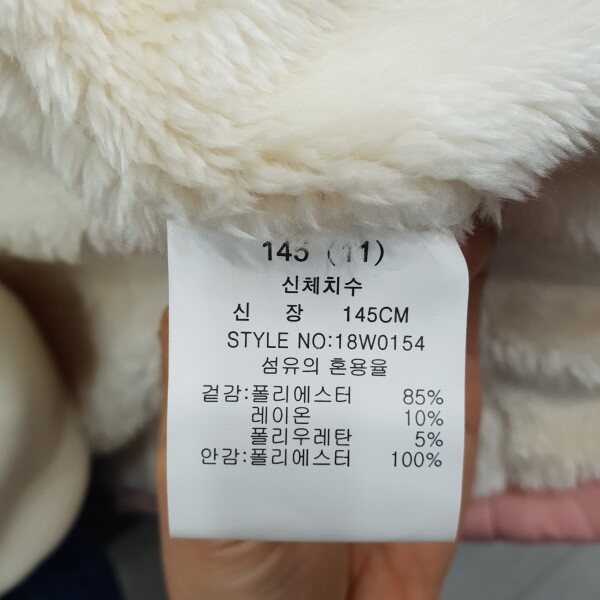 145 (11)
신체치수
신 장 145CM
STYLE NO:18W0154
섬유의 혼용율
겉감:폴리에스터 85%
레이온 10%
폴리우레탄 5%
안감:폴리에스터 100%